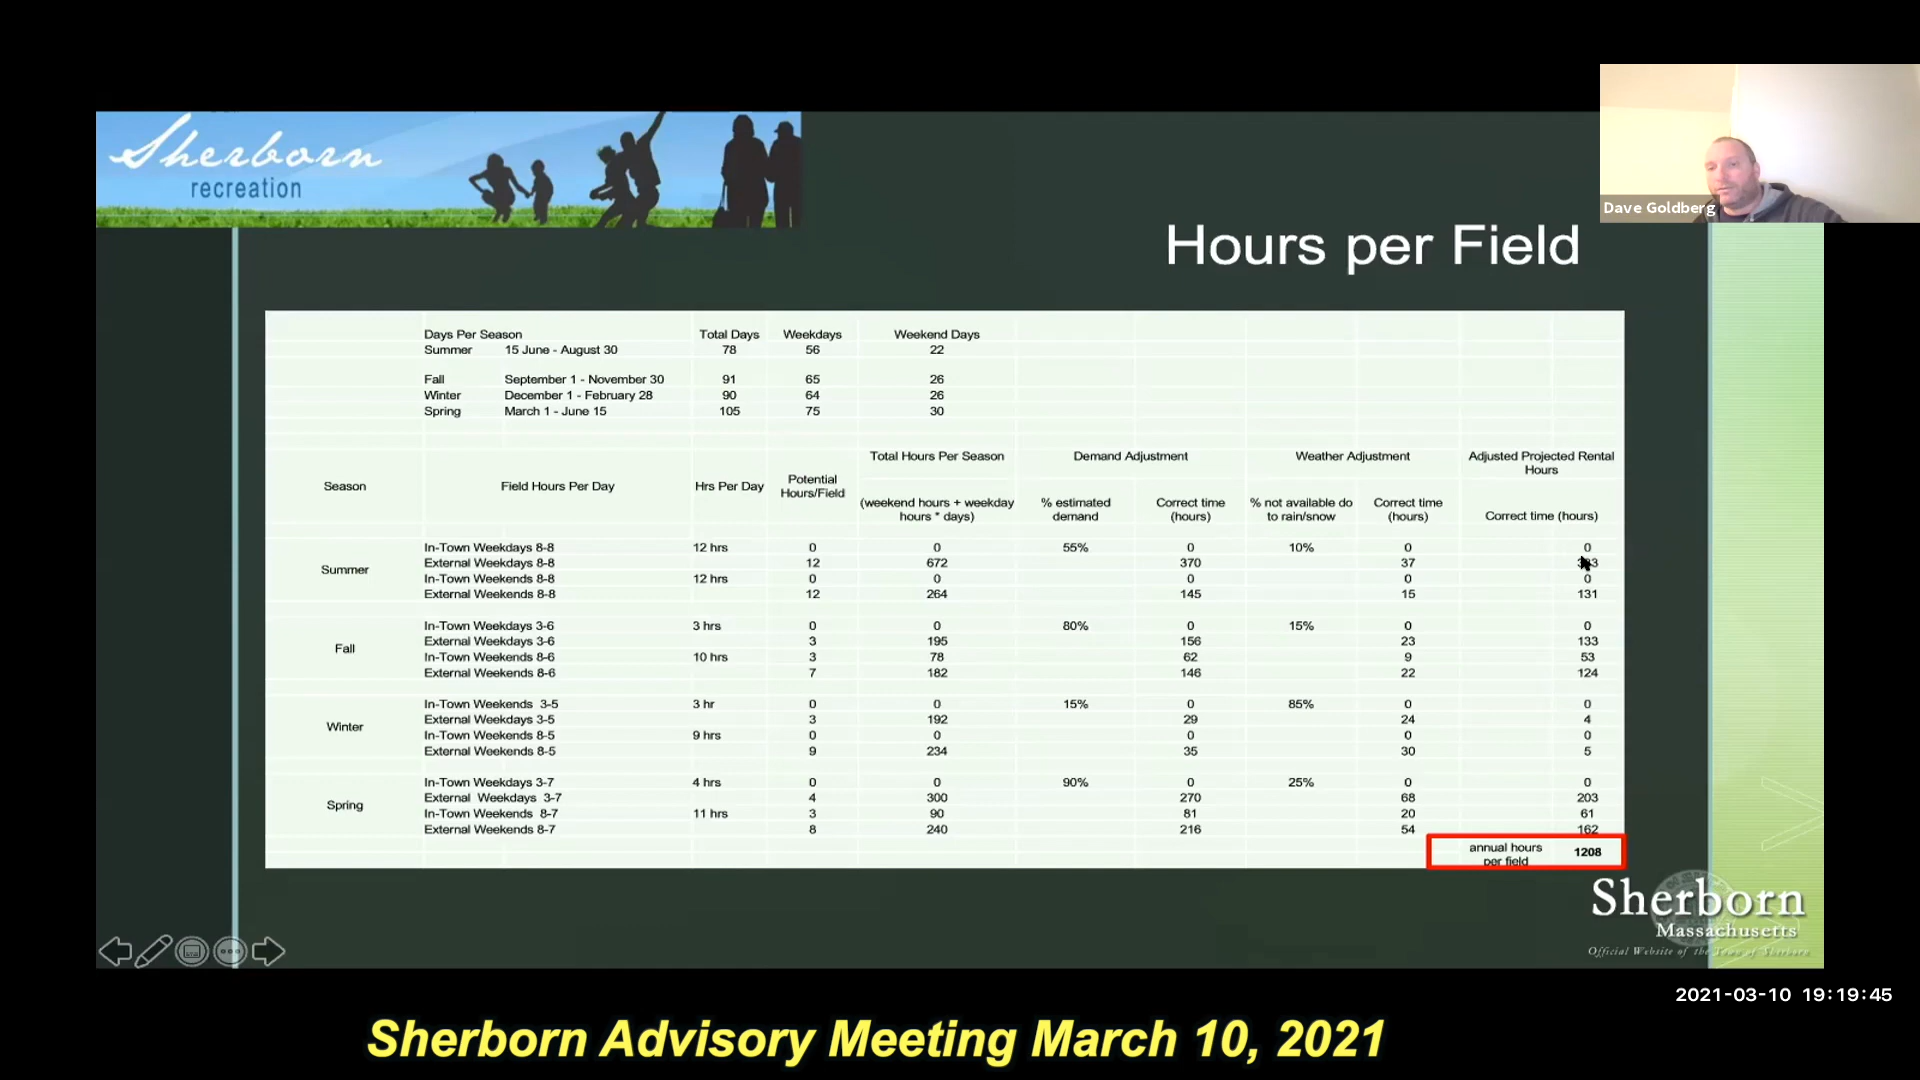 Sherborn
recreation
Dave Goldberg
Hours per Field
Days Per Season Total Days Weekdays Weekend Days
Summer 15 June - August 30 78 56 22
Fall September 1 - November 30 91 65 26
Winter December 1 - February 28 90 64 26
Spring March 1 - June 15 105 75 30
Season Field Hours Per Day Hrs Per Day Potential Hours/Field Total Hours Per Season Demand Adjustment Weather Adjustment Adjusted Projected Rental Hours
(weekend hours + weekday hours * days) % estimated demand Correct time (hours) % not available do to rain/snow Correct time (hours) Correct time (hours)
Summer
In-Town Weekdays 8-8 12 hrs 0 0 55% 0 10% 0 0
External Weekdays 8-8 12 672 370 37
In-Town Weekends 8-8 12 hrs 0 0 0 0 0
External Weekends 8-8 12 264 145 15 131
Fall
In-Town Weekdays 3-6 3 hrs 0 0 80% 0 15% 0 0
External Weekdays 3-6 3 195 156 23 133
In-Town Weekends 8-6 10 hrs 3 78 62 9 53
External Weekends 8-6 7 182 146 22 124
Winter
In-Town Weekends 3-5 3 hr 0 0 15% 0 85% 0 0
External Weekdays 3-5 3 192 29 24 4
In-Town Weekends 8-5 9 hrs 0 0 0 0 0
External Weekends 8-5 9 234 35 30 5
Spring
In-Town Weekdays 3-7 4 hrs 0 0 90% 0 25% 0 0
External Weekdays 3-7 4 300 270 68 203
In-Town Weekends 8-7 11 hrs 3 90 81 20 61
External Weekends 8-7 8 240 216 54 162
annual hours per field 1208
Sherborn
Massachusetts
Official Website of the Town of Sherborn
2021-03-10 19:19:45
Sherborn Advisory Meeting March 10, 2021